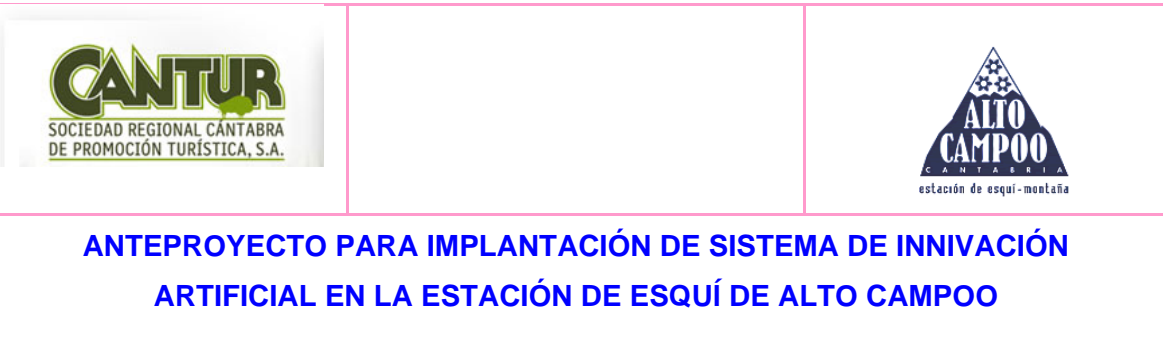 CANTUR
SOCIEDAD REGIONAL CÁNTABRA
DE PROMOCIÓN TURÍSTICA, S.A.
ALTO
CAMPOO
CANTABRIA
estación de esquí-montaña
ANTEPROYECTO PARA IMPLANTACIÓN DE SISTEMA DE INNIVACIÓN
ARTIFICIAL EN LA ESTACIÓN DE ESQUÍ DE ALTO CAMPOO